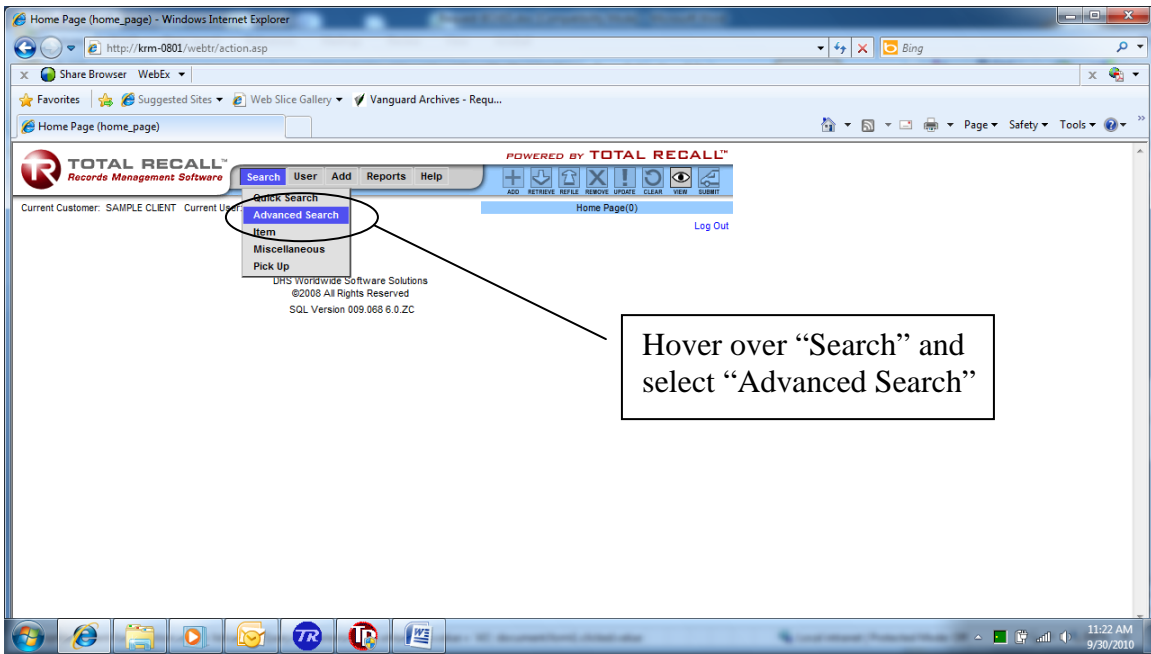 Home Page (home_page) - Windows Internet Explorer
http://krm-0801/webtr/action.asp
Bing
x Share Browser WebEx
x
Favorites Suggested Sites Web Slice Gallery Vanguard Archives - Requ...
Home Page (home_page)
Page Safety Tools »
TOTAL RECALL™
Records Management Software
Search User Add Reports Help
POWERED BY TOTAL RECALL™
ADD RETRIEVE REFILE REMOVE UPDATE CLEAR VIEW SUBMIT
Current Customer: SAMPLE CLIENT Current User:
Home Page(0)
Log Out
Quick Search
Advanced Search
Item
Miscellaneous
Pick Up
DHS Worldwide Software Solutions
©2008 All Rights Reserved
SQL Version 009.068 6.0.ZC
Hover over “Search” and
select “Advanced Search”
11:22 AM
9/30/2010